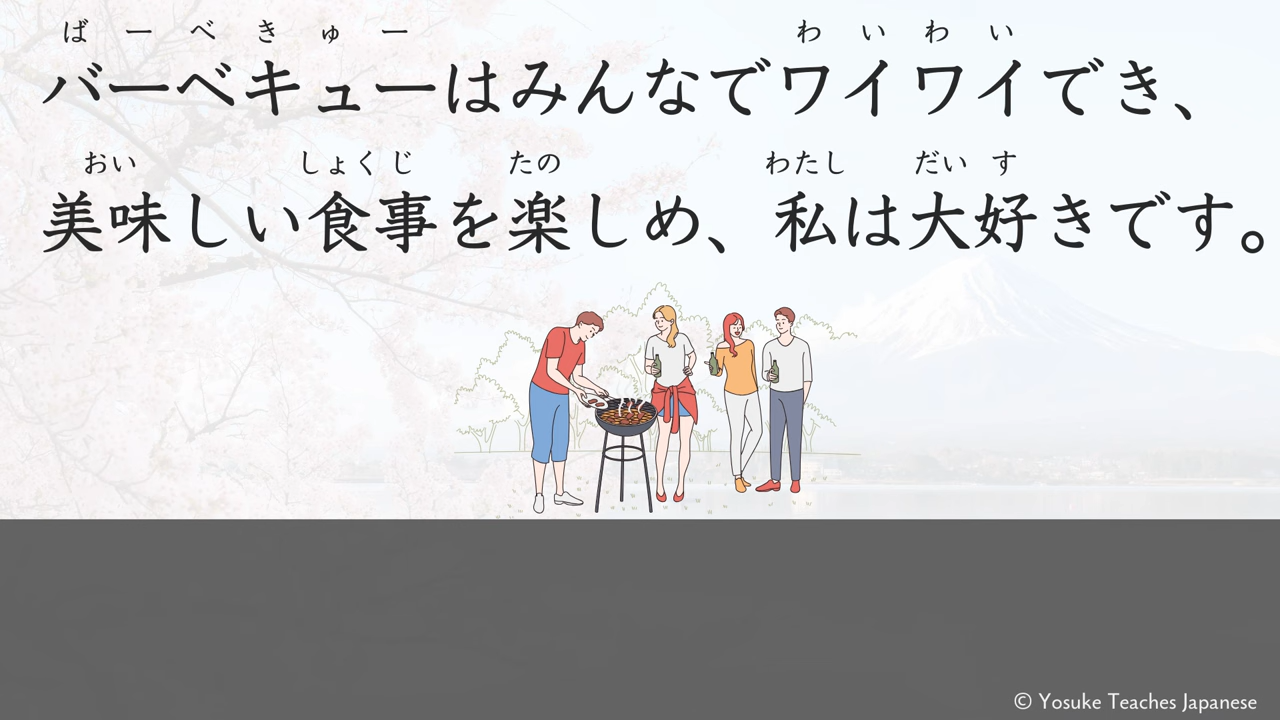 ばーべきゅー わいわい
バーベキューはみんなでワイワイでき、
おい しょくじ たの わたし だい す
美味しい食事を楽しめ、私は大好きです。
© Yosuke Teaches Japanese